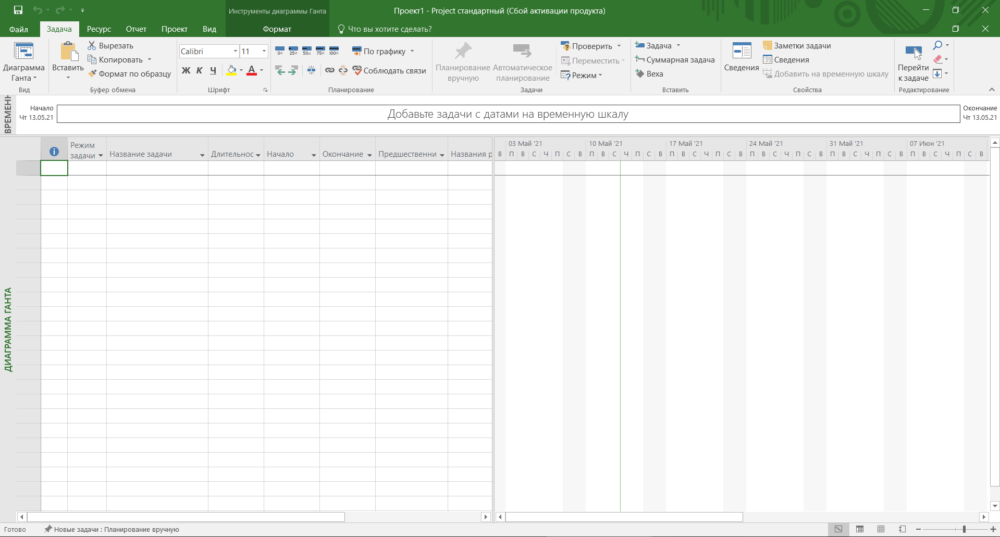 Инструменты диаграммы Ганта
Проект1 - Project стандартный (Сбой активации продукта)
Файл Задача Ресурс Отчет Проект Вид Формат Что вы хотите сделать?
Диаграмма Ганта
Вид
Вставить
Вырезать
Копировать
Формат по образцу
Буфер обмена
Calibri 11
Ж К Ч А
Шрифт
0% 25% 50% 75% 100%
По графику
Соблюдать связи
Планирование
Планирование вручную
Автоматическое планирование
Проверить
Переместить
Режим
Задачи
Задача
Суммарная задача
Веха
Вставить
Сведения
Заметки задачи
Сведения
Добавить на временную шкалу
Свойства
Перейти к задаче
Редактирование
ВРЕМЕНН
Начало
Чт 13.05.21
Добавьте задачи с датами на временную шкалу
Окончание
Чт 13.05.21
Режим задачи Название задачи Длительнос Начало Окончание Предшественни Названия р
03 Май '21 10 Май '21 17 Май '21 24 Май '21 31 Май '21 07 Июн '21
В П В С Ч П С В П В С Ч П С В П В С Ч П С В П В С Ч П С В П В С Ч П С В П В С Ч П С В
ДИАГРАММА ГАНТА
Готово Новые задачи : Планирование вручную